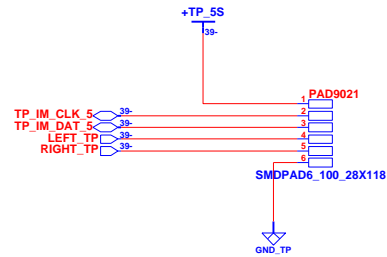 +TP_5S
39-
1 PAD9021
TP_IM_CLK_5 39- 2
TP_IM_DAT_5 39- 3
LEFT_TP 39- 4
RIGHT_TP 39- 5
6
SMDPAD6_100_28X118
GND_TP